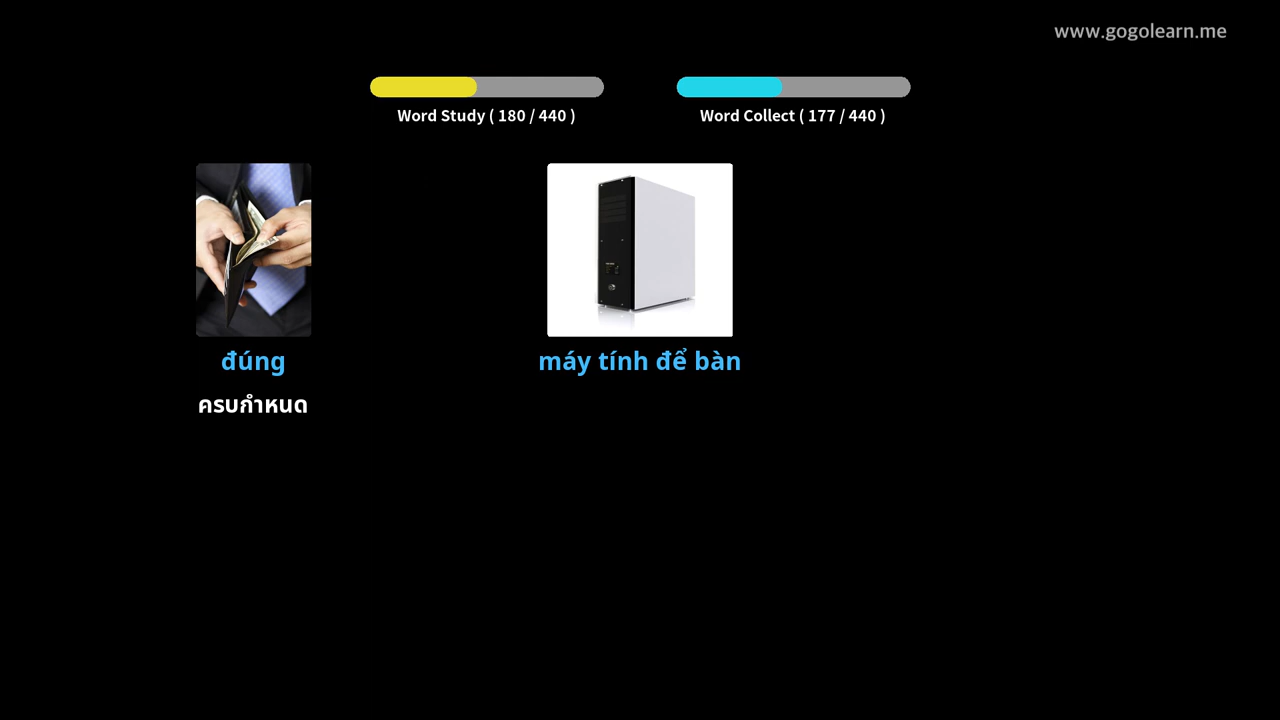 www.gogolearn.me
Word Study ( 180 / 440 )
Word Collect ( 177 / 440 )
đúng
máy tính để bàn
ครบกำหนด